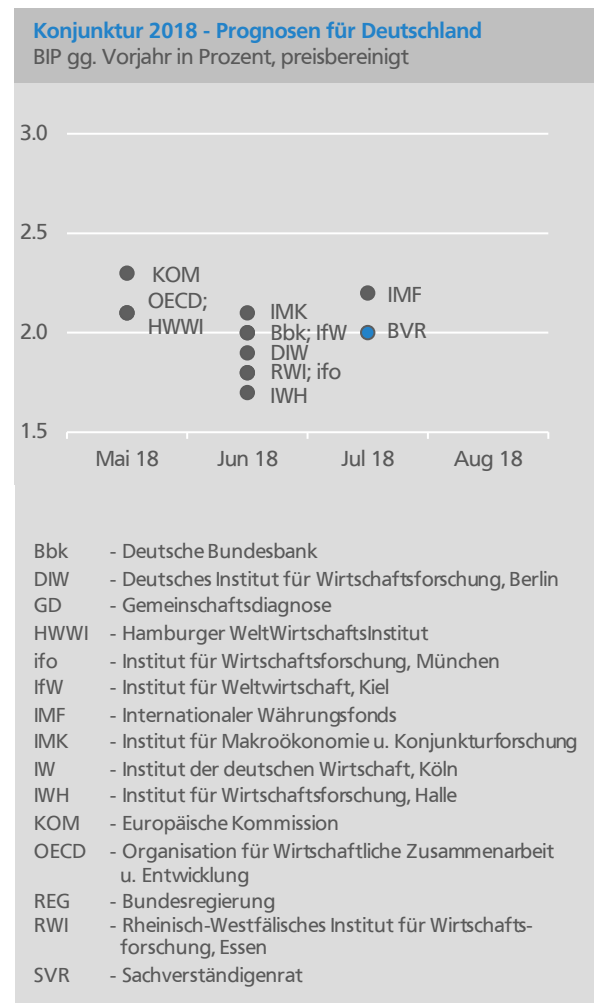 Konjunktur 2018 - Prognosen für Deutschland
BIP gg. Vorjahr in Prozent, preisbereinigt
3.0
2.5
KOM
OECD;
HWWI
IMK
Bbk; IfW
DIW
RWI; ifo
IWH
IMF
BVR
2.0
1.5
Mai 18 Jun 18 Jul 18 Aug 18
Bbk - Deutsche Bundesbank
DIW - Deutsches Institut für Wirtschaftsforschung, Berlin
GD - Gemeinschaftsdiagnose
HWWI - Hamburger WeltWirtschaftsInstitut
ifo - Institut für Wirtschaftsforschung, München
IfW - Institut für Weltwirtschaft, Kiel
IMF - Internationaler Währungsfonds
IMK - Institut für Makroökonomie u. Konjunkturforschung
IW - Institut der deutschen Wirtschaft, Köln
IWH - Institut für Wirtschaftsforschung, Halle
KOM - Europäische Kommission
OECD - Organisation für Wirtschaftliche Zusammenarbeit
u. Entwicklung
REG - Bundesregierung
RWI - Rheinisch-Westfälisches Institut für Wirtschafts-
forschung, Essen
SVR - Sachverständigenrat